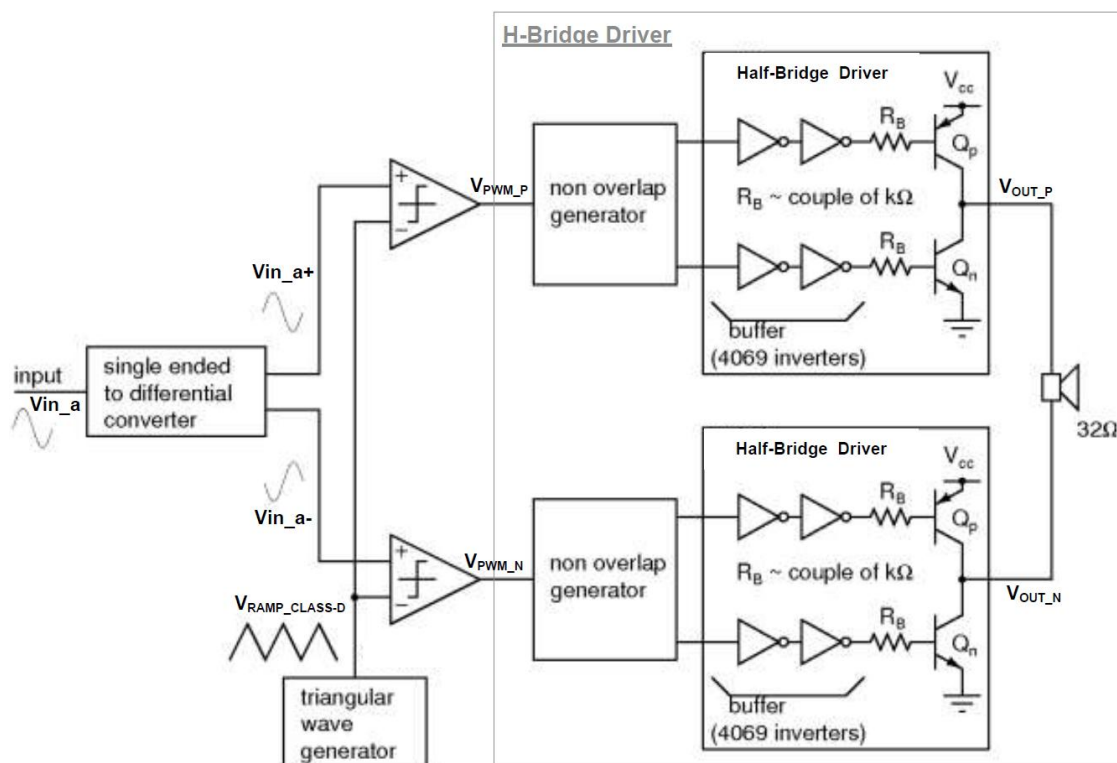 H-Bridge Driver
Half-Bridge Driver
Vcc
RB
Qp
RB ~ couple of kΩ
RB
Qn
buffer
(4069 inverters)
VPWM_P
non overlap
generator
VOUT_P
+
−
Vin_a+
input
Vin_a
single ended
to differential
converter
Vin_a-
32Ω
Half-Bridge Driver
Vcc
RB
Qp
RB ~ couple of kΩ
RB
Qn
buffer
(4069 inverters)
VPWM_N
non overlap
generator
VOUT_N
+
−
VRAMP_CLASS-D
triangular
wave
generator